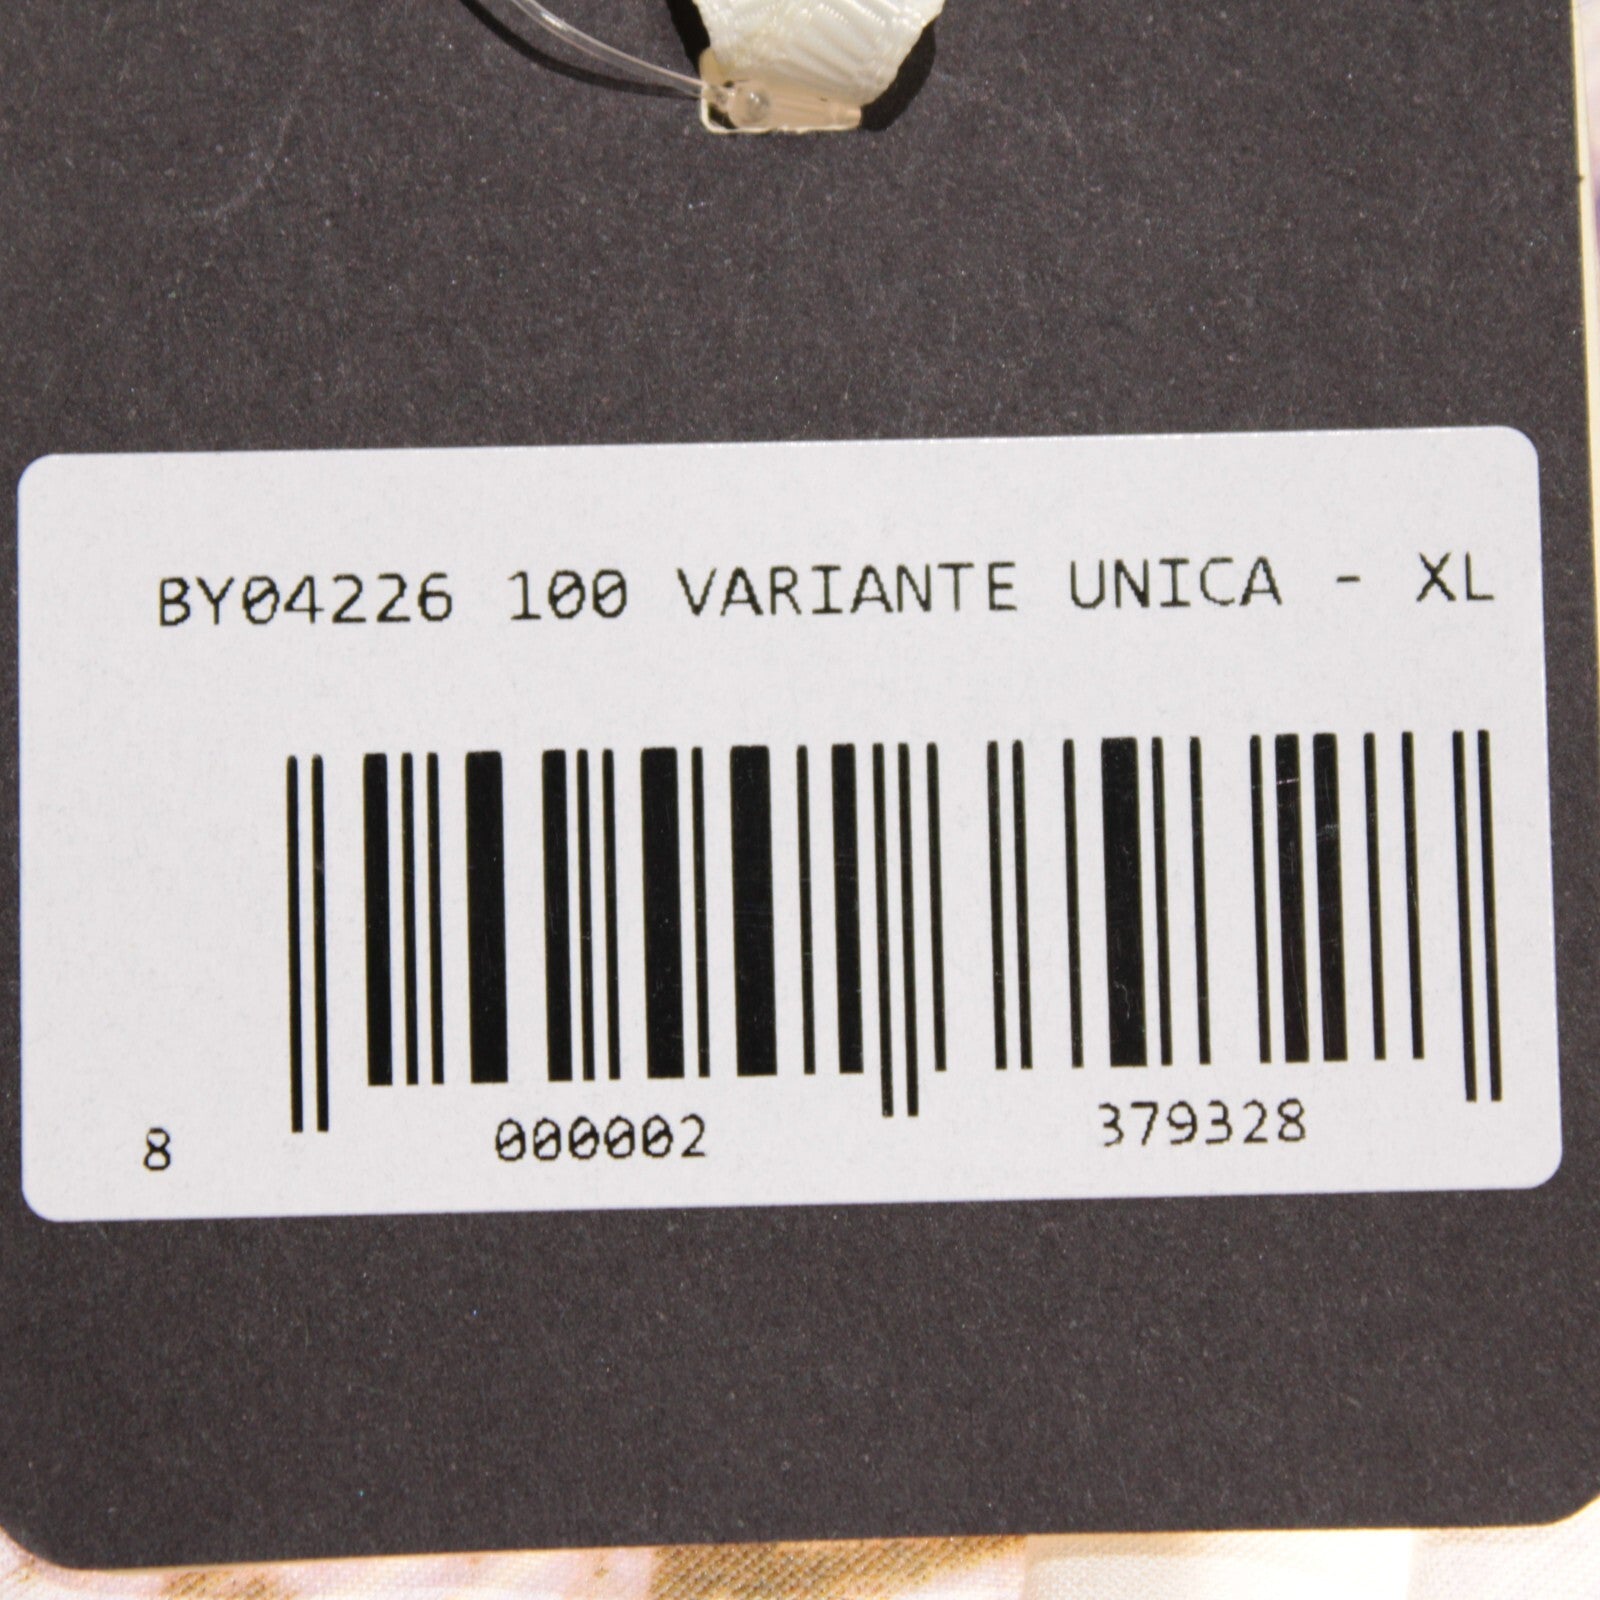 BY04226 100 VARIANTE UNICA - XL
8 000002 379328